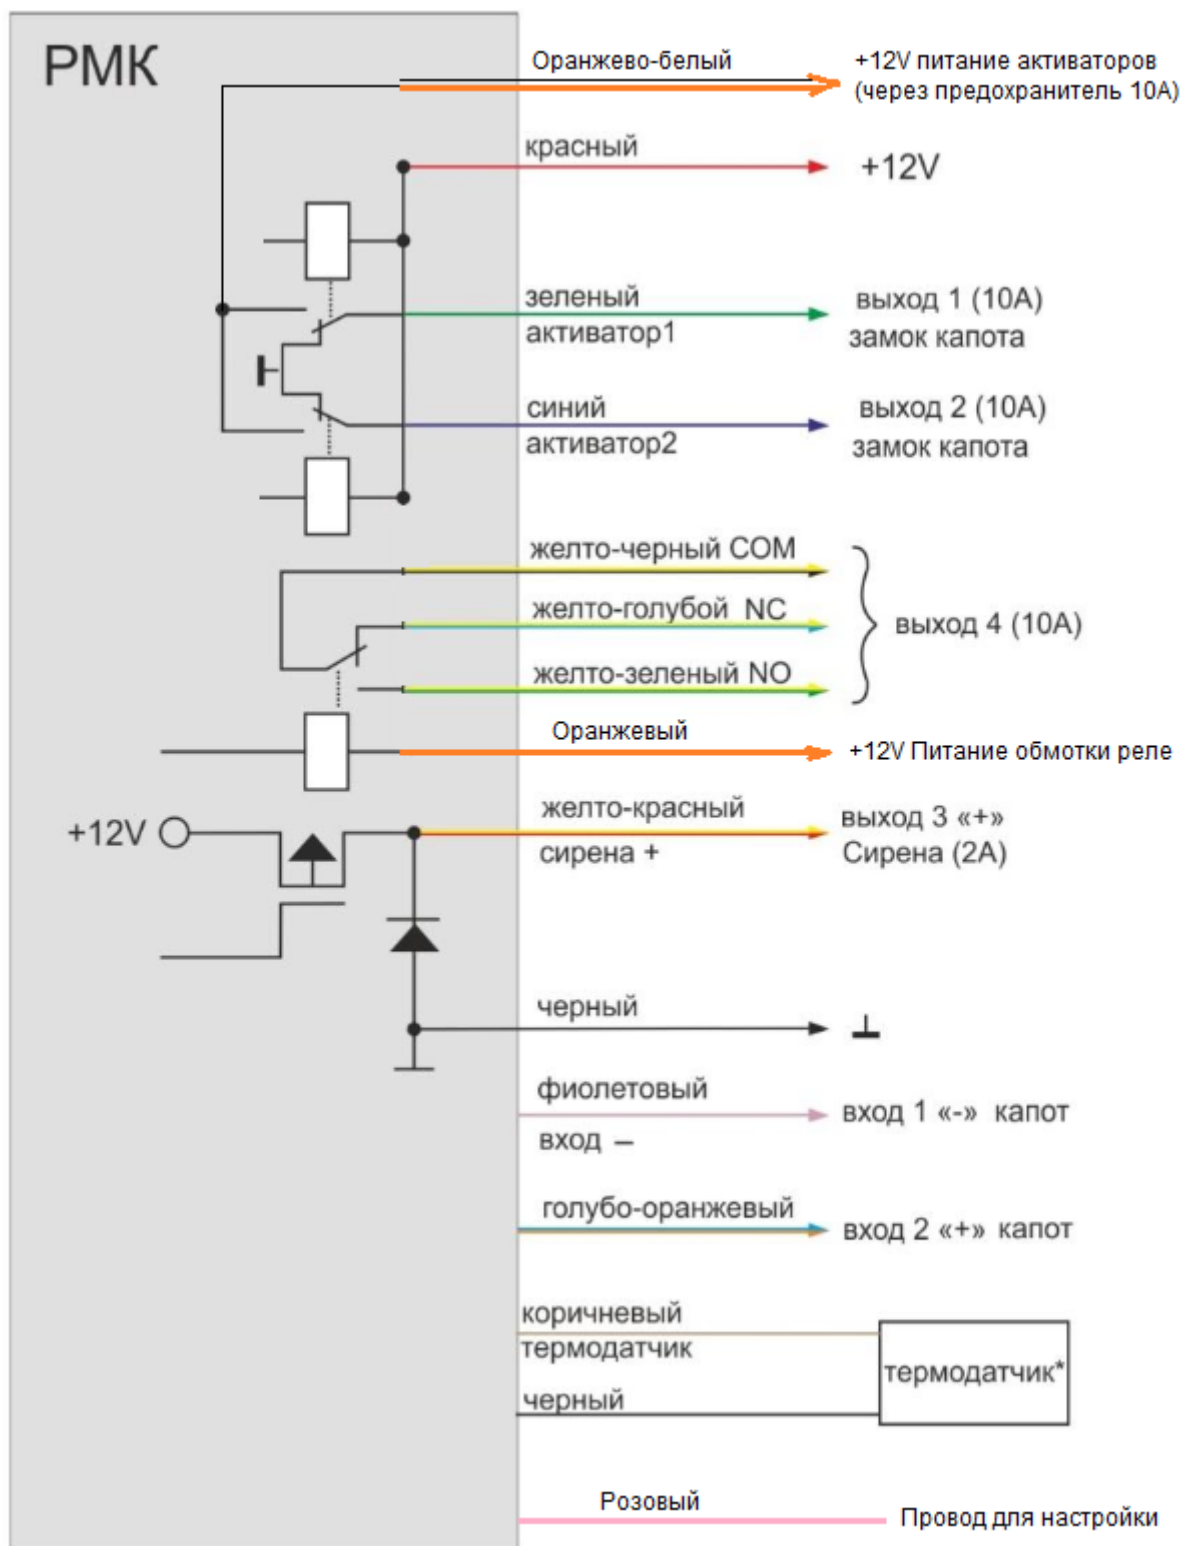 РМК
Оранжево-белый
+12V питание активаторов
(через предохранитель 10А)
красный
+12V
зеленый
активатор1
выход 1 (10А)
замок капота
синий
активатор2
выход 2 (10А)
замок капота
желто-черный COM
желто-голубой NC
желто-зеленый NO
выход 4 (10А)
Оранжевый
+12V Питание обмотки реле
+12V
желто-красный
сирена +
выход 3 «+»
Сирена (2А)
черный
фиолетовый
вход –
вход 1 «-» капот
голубо-оранжевый
вход 2 «+» капот
коричневый
термодатчик
черный
термодатчик*
Розовый
Провод для настройки